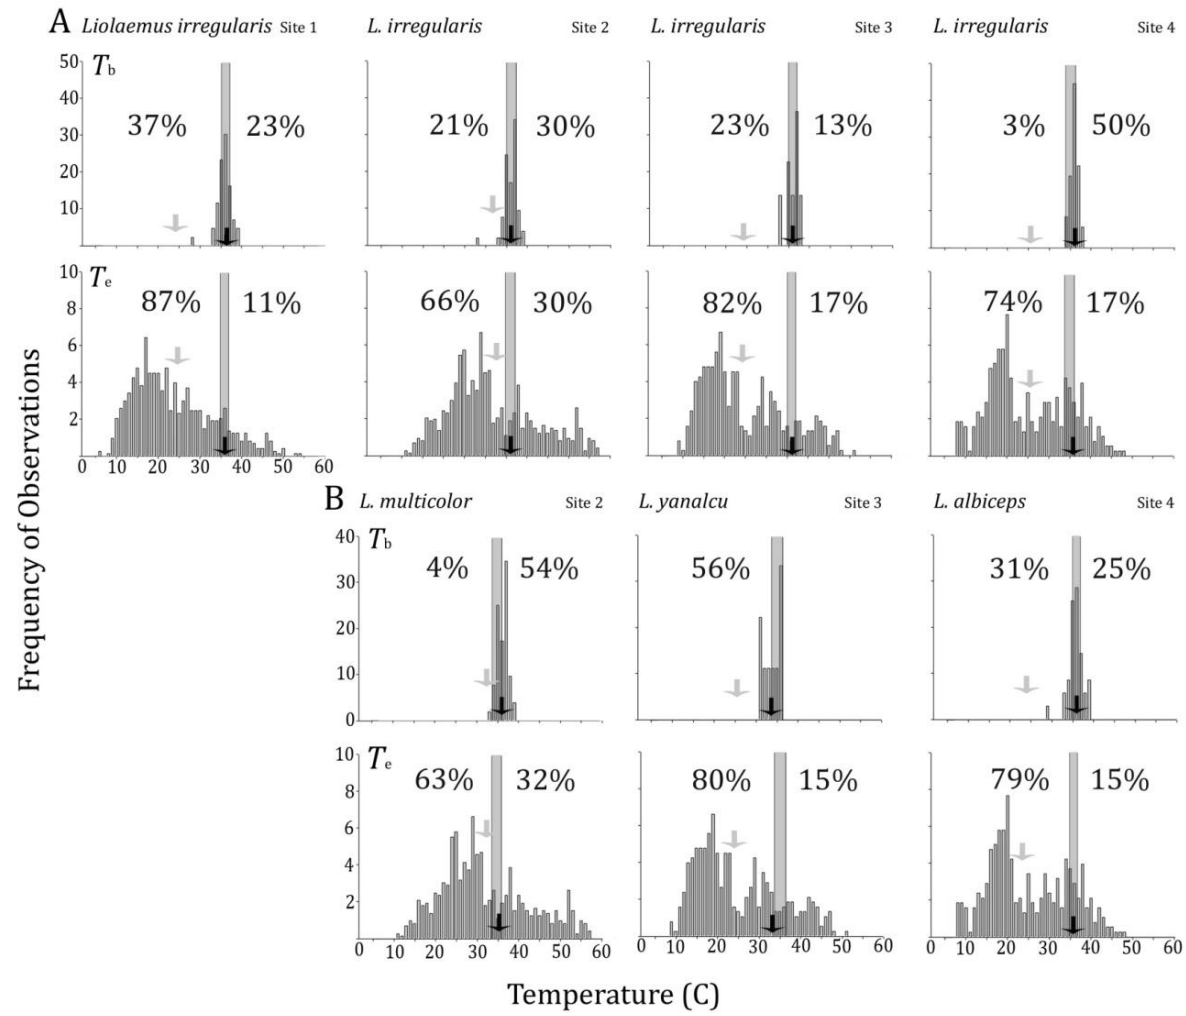 A Liolaemus irregularis Site 1 L. irregularis Site 2 L. irregularis Site 3 L. irregularis Site 4
50 Tb
40
37% 23% 21% 30% 23% 13% 3% 50%
30
20
10
10 Te
87% 11% 66% 30% 82% 17% 74% 17%
8
6
4
2
0 10 20 30 40 50 60
B L. multicolor Site 2 L. yanalcu Site 3 L. albiceps Site 4
40 Tb
4% 54% 56% 31% 25%
30
20
10
0
10 Te
63% 32% 80% 15% 79% 15%
8
6
4
2
0 10 20 30 40 50 60 0 10 20 30 40 50 60 0 10 20 30 40 50 60
Frequency of Observations
Temperature (C)